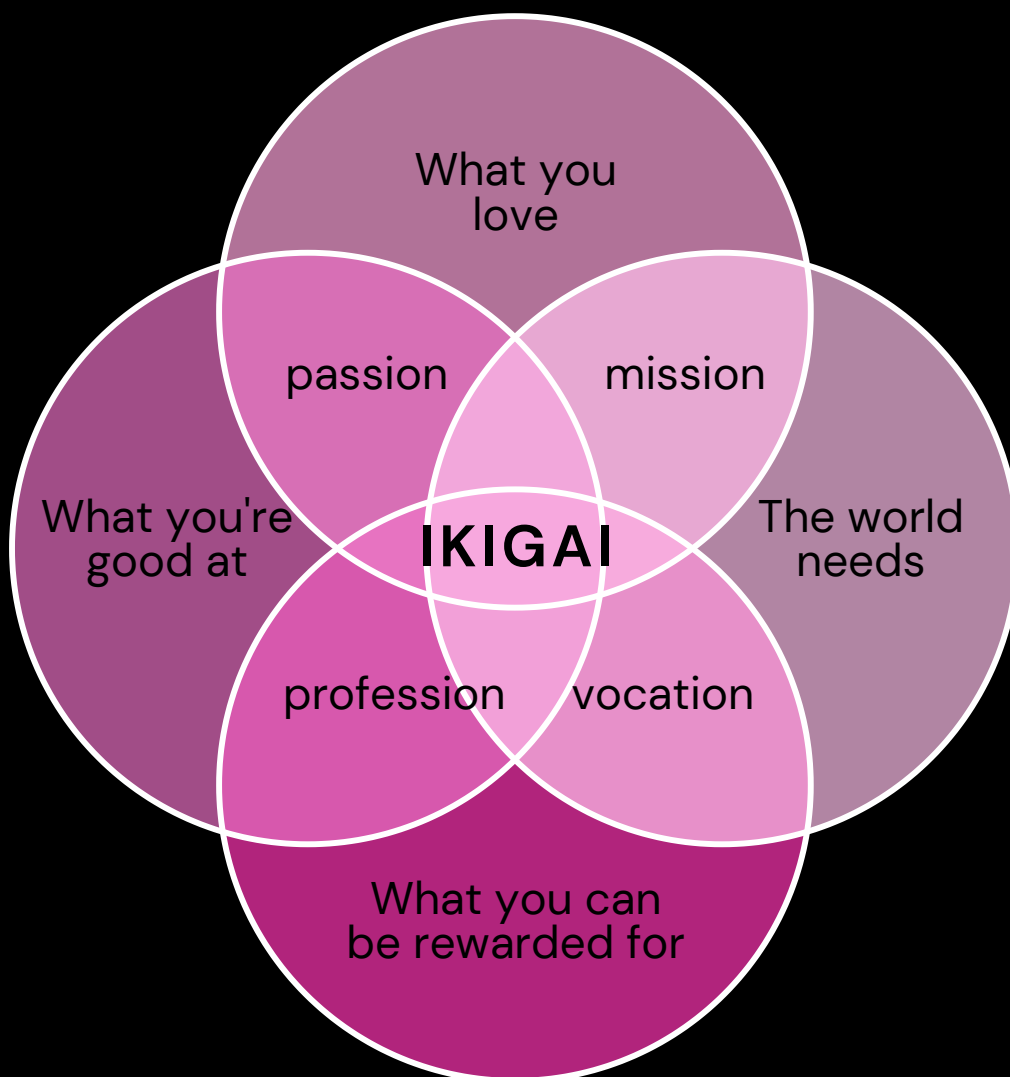 What you
love
passion
mission
What you're
good at
IKIGAI
The world
needs
profession
vocation
What you can
be rewarded for